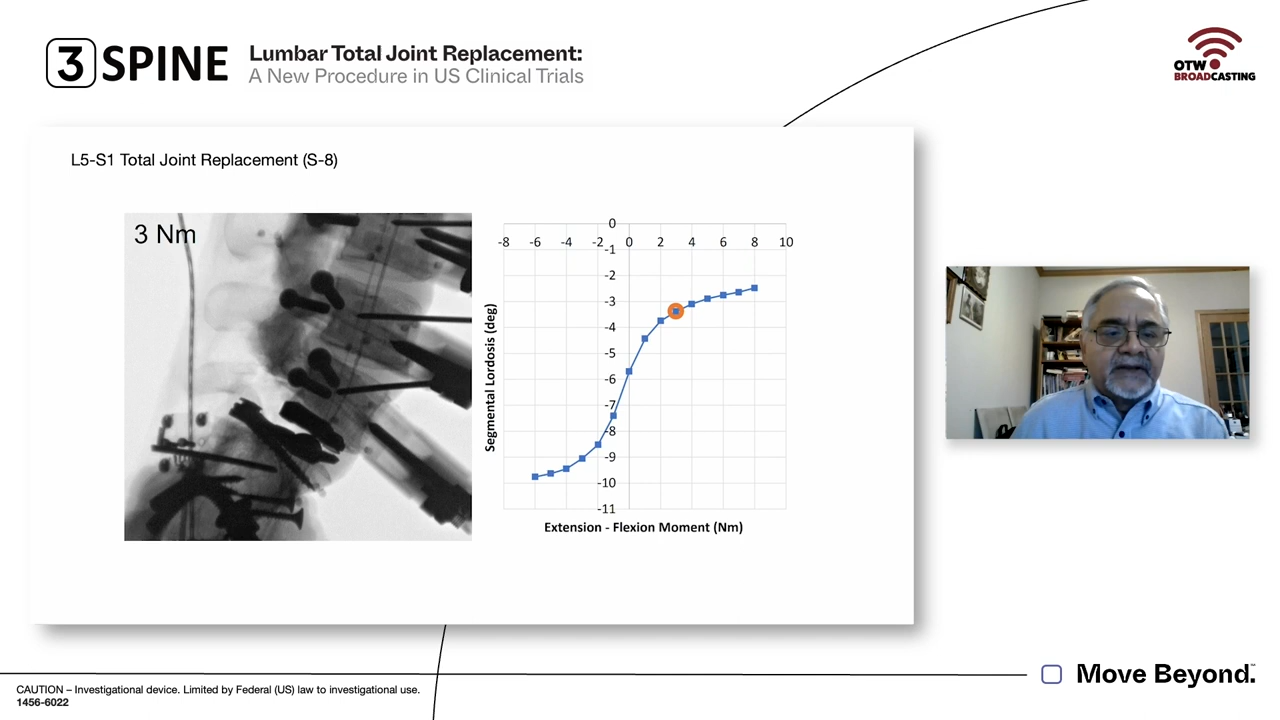 3 SPINE
Lumbar Total Joint Replacement:
A New Procedure in US Clinical Trials
OTW
BROADCASTING
L5-S1 Total Joint Replacement (S-8)
3 Nm
0
-8 -6 -4 -2 0 2 4 6 8 10
-1
-2
-3
-4
-5
-6
-7
-8
-9
-10
-11
Segmental Lordosis (deg)
Extension - Flexion Moment (Nm)
Move Beyond.™
CAUTION – Investigational device. Limited by Federal (US) law to investigational use.
1456-6022